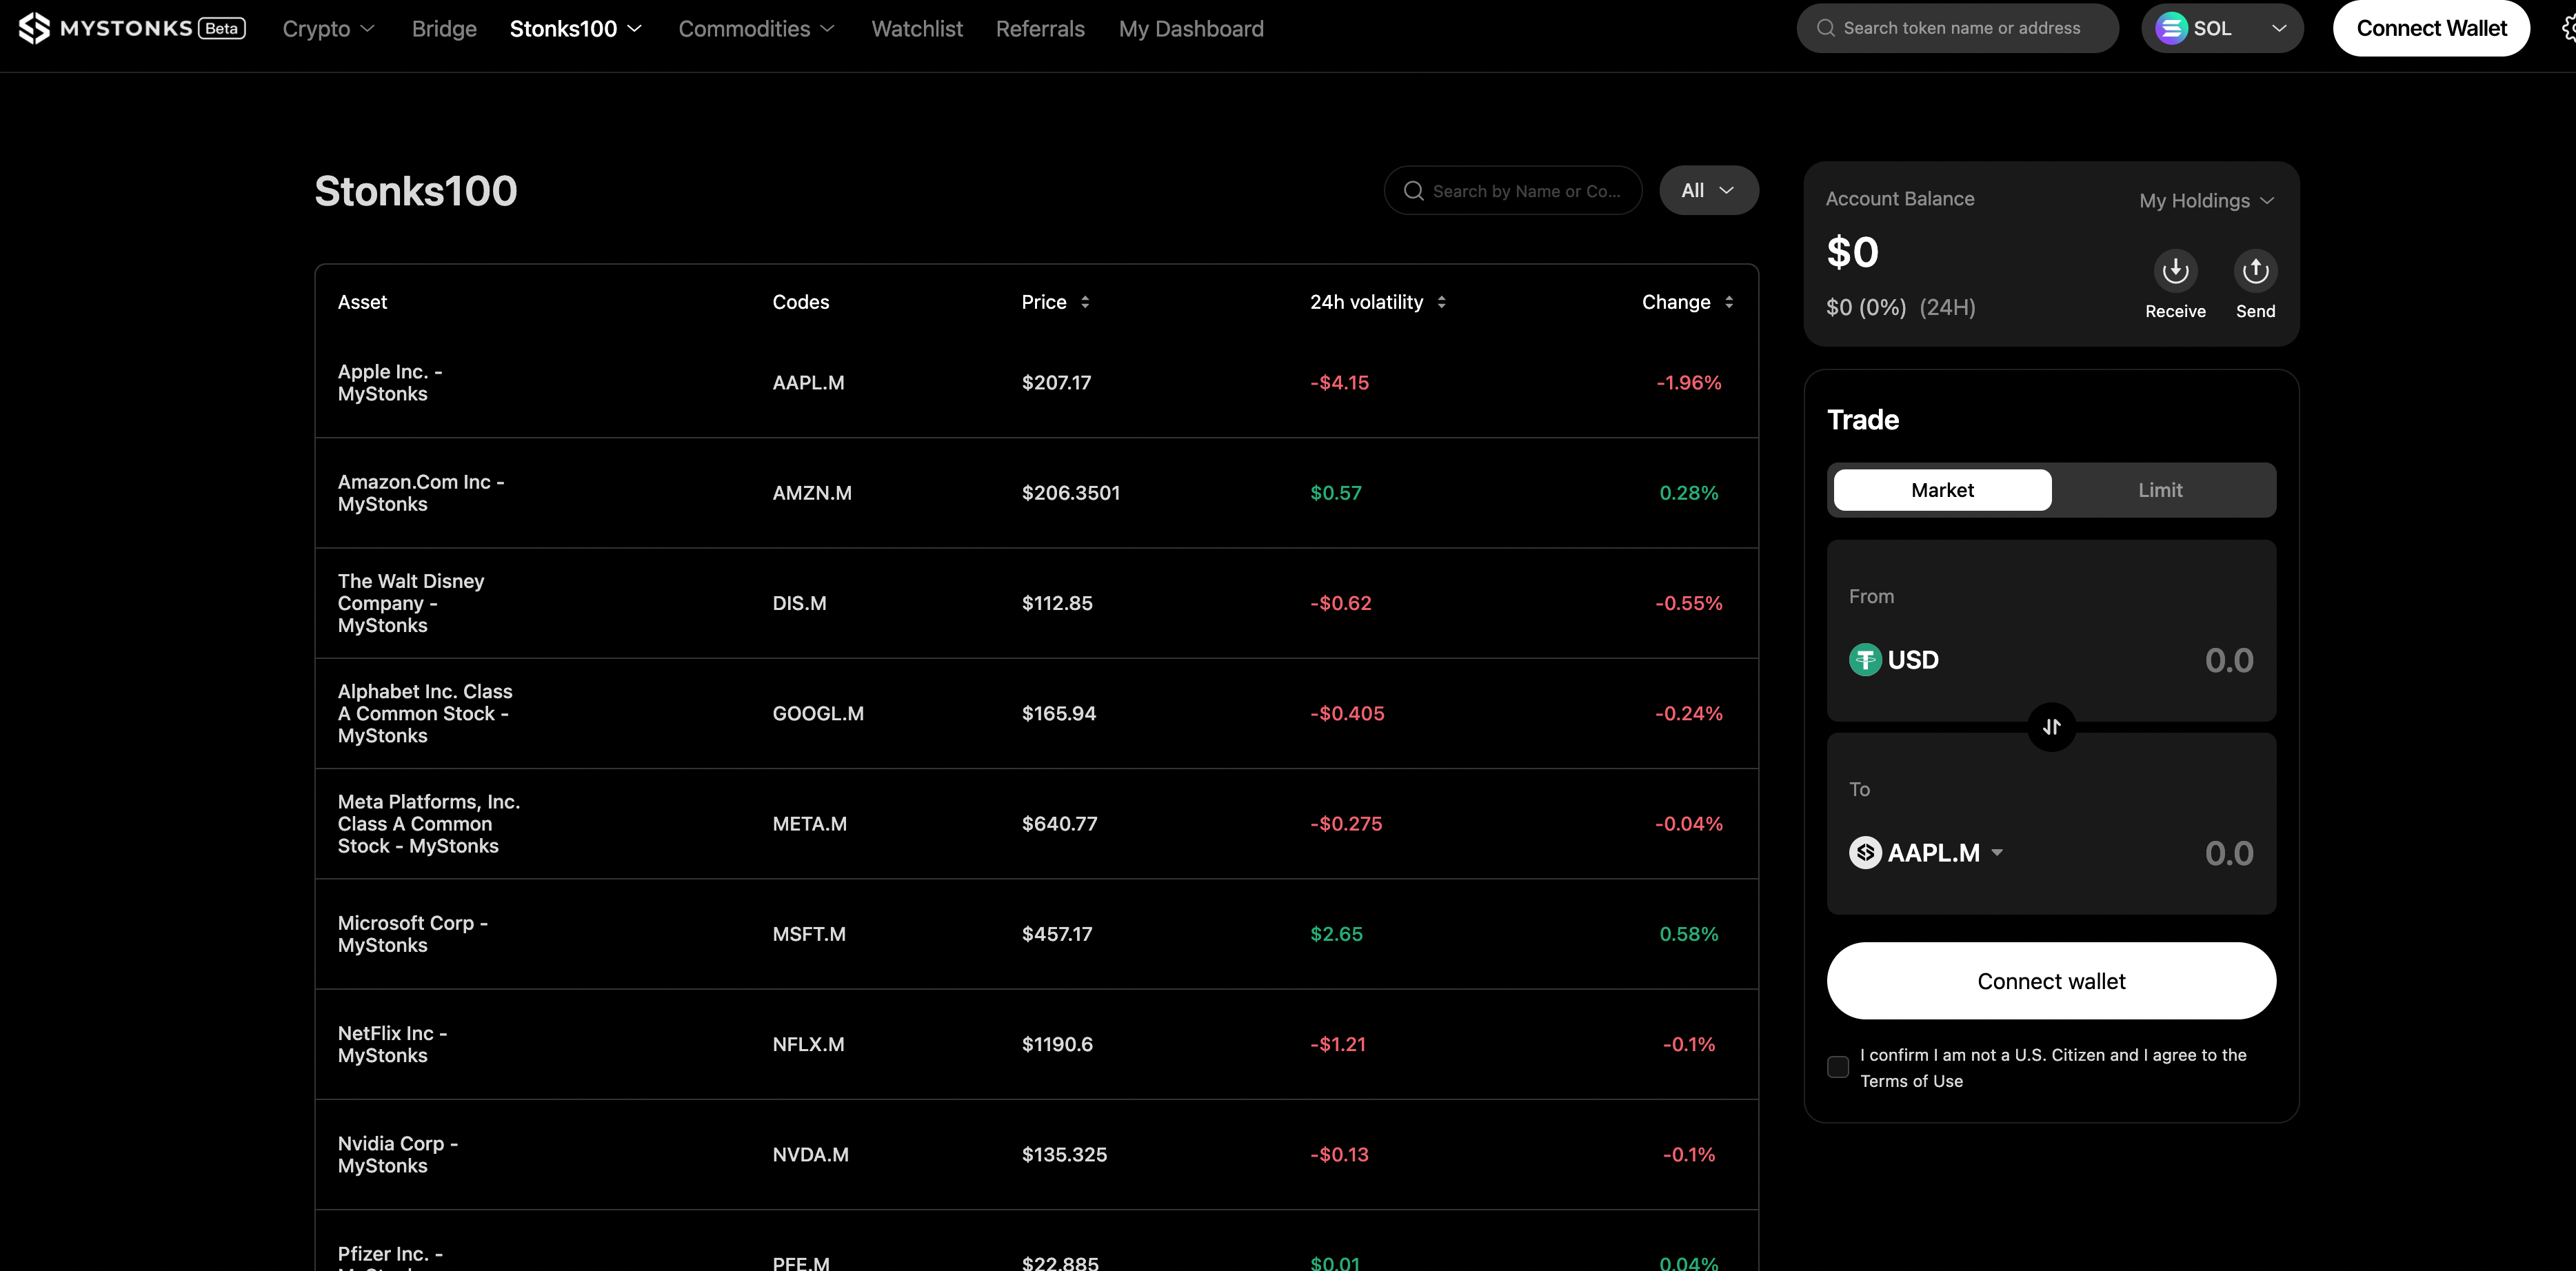 MYSTONKS Beta Crypto Bridge Stonks100 Commodities Watchlist Referrals My Dashboard Search token name or address SOL Connect Wallet
Stonks100
Search by Name or Co...
All
Asset Codes Price 24h volatility Change
Apple Inc. -
MyStonks
AAPL.M $207.17 -$4.15 -1.96%
Amazon.Com Inc -
MyStonks
AMZN.M $206.3501 $0.57 0.28%
The Walt Disney
Company -
MyStonks
DIS.M $112.85 -$0.62 -0.55%
Alphabet Inc. Class
A Common Stock -
MyStonks
GOOGL.M $165.94 -$0.405 -0.24%
Meta Platforms, Inc.
Class A Common
Stock - MyStonks
META.M $640.77 -$0.275 -0.04%
Microsoft Corp -
MyStonks
MSFT.M $457.17 $2.65 0.58%
NetFlix Inc -
MyStonks
NFLX.M $1190.6 -$1.21 -0.1%
Nvidia Corp -
MyStonks
NVDA.M $135.325 -$0.13 -0.1%
Pfizer Inc. -
PFE.M $22.885 $0.01 0.04%
Account Balance My Holdings
$0
$0 (0%) (24H)
Receive Send
Trade
Market Limit
From
USD 0.0
To
AAPL.M 0.0
Connect wallet
I confirm I am not a U.S. Citizen and I agree to the
Terms of Use